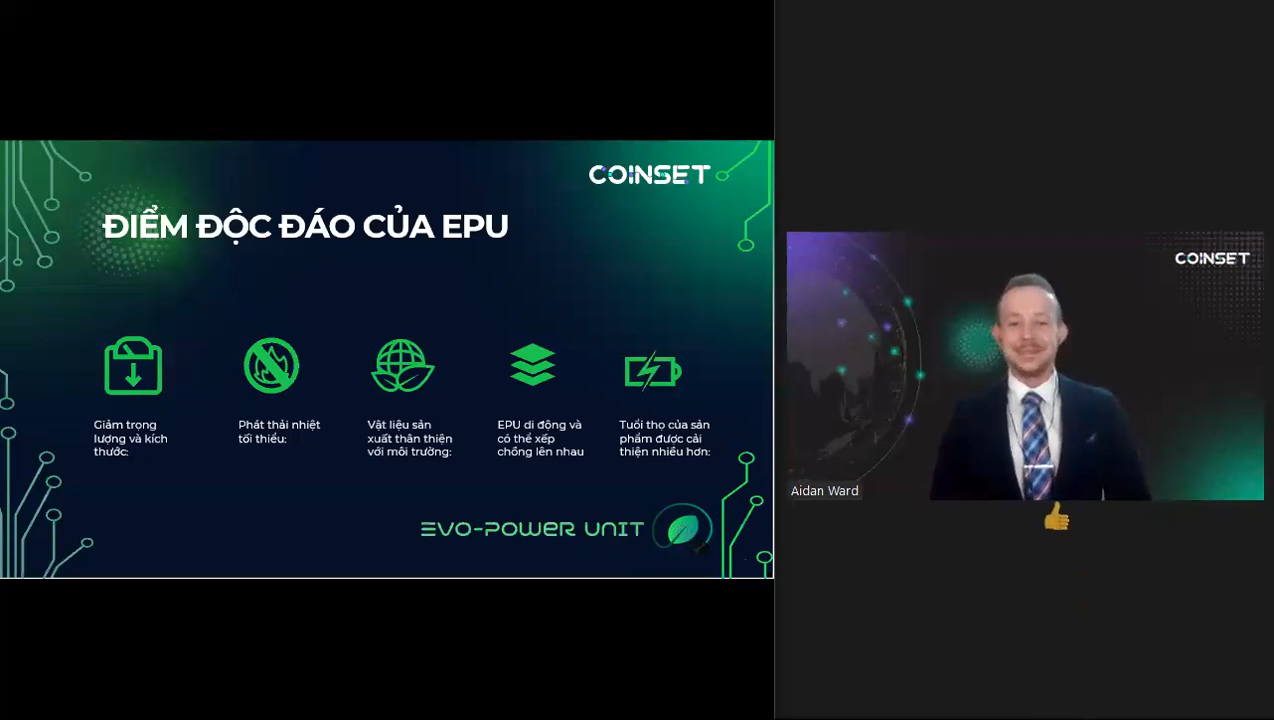 COINSET
ĐIỂM ĐỘC ĐÁO CỦA EPU
Giảm trọng
lượng và kích
thước:
Phát thải nhiệt
tối thiểu:
Vật liệu sản
xuất thân thiện
với môi trường:
EPU di động và
có thể xếp
chồng lên nhau
Tuổi thọ của sản
phẩm được cải
thiện nhiều hơn:
EVO-POWER UNIT
COINSET
Aidan Ward